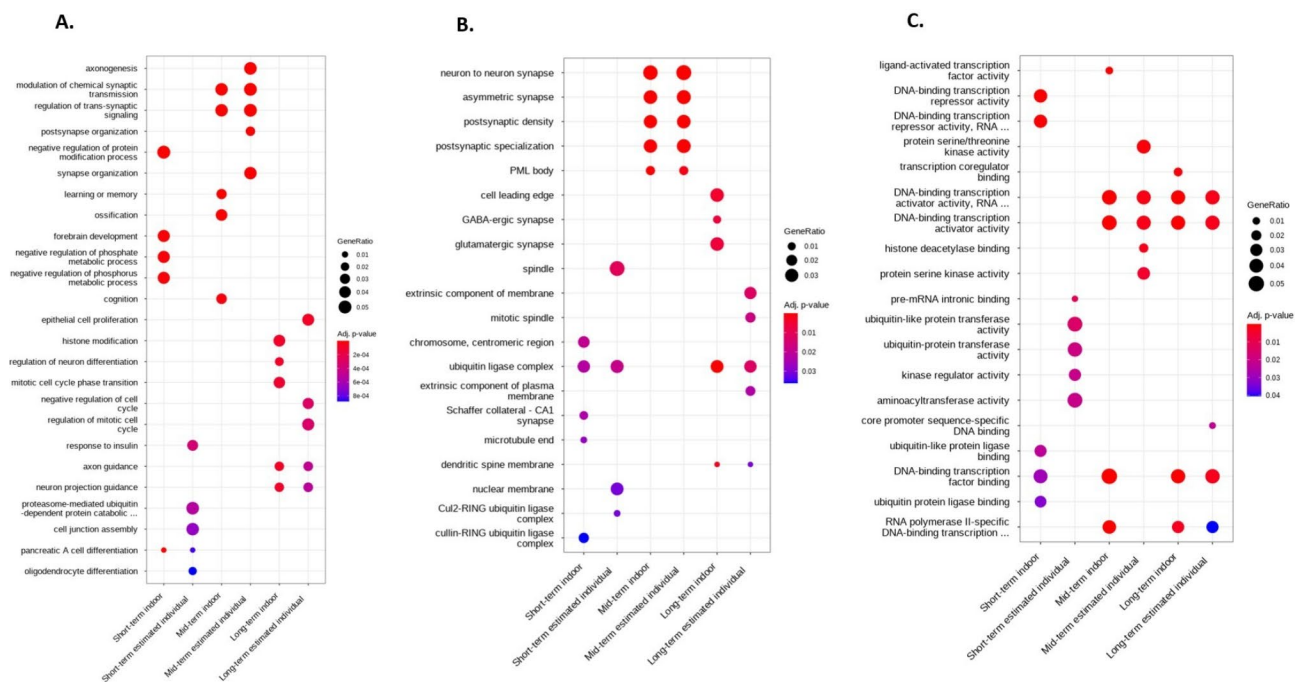 A.
axonogenesis
modulation of chemical synaptic
transmission
regulation of trans-synaptic
signaling
postsynapse organization
negative regulation of protein
modification process
synapse organization
learning or memory
ossification
forebrain development
negative regulation of phosphate
metabolic process
negative regulation of phosphorus
metabolic process
cognition
epithelial cell proliferation
histone modification
regulation of neuron differentiation
mitotic cell cycle phase transition
negative regulation of cell
cycle
regulation of mitotic cell
cycle
response to insulin
axon guidance
neuron projection guidance
proteasome-mediated ubiquitin
-dependent protein catabolic ...
cell junction assembly
pancreatic A cell differentiation
oligodendrocyte differentiation
Short-term indoor
Short-term estimated individual
Mid-term indoor
Mid-term estimated individual
Long-term indoor
Long-term estimated individual
GeneRatio
0.01
0.02
0.03
0.04
0.05
Adj. p-value
2e-04
4e-04
6e-04
8e-04
B.
neuron to neuron synapse
asymmetric synapse
postsynaptic density
postsynaptic specialization
PML body
cell leading edge
GABA-ergic synapse
glutamatergic synapse
spindle
extrinsic component of membrane
mitotic spindle
chromosome, centromeric region
ubiquitin ligase complex
extrinsic component of plasma
membrane
Schaffer collateral - CA1
synapse
microtubule end
dendritic spine membrane
nuclear membrane
Cul2-RING ubiquitin ligase
complex
cullin-RING ubiquitin ligase
complex
Short-term indoor
Short-term estimated individual
Mid-term indoor
Mid-term estimated individual
Long-term indoor
Long-term estimated individual
GeneRatio
0.01
0.02
0.03
Adj. p-value
0.01
0.02
0.03
C.
ligand-activated transcription
factor activity
DNA-binding transcription
repressor activity
DNA-binding transcription
repressor activity, RNA ...
protein serine/threonine
kinase activity
transcription coregulator
binding
DNA-binding transcription
activator activity, RNA ...
DNA-binding transcription
activator activity
histone deacetylase binding
protein serine kinase activity
pre-mRNA intronic binding
ubiquitin-like protein transferase
activity
ubiquitin-protein transferase
activity
kinase regulator activity
aminoacyltransferase activity
core promoter sequence-specific
DNA binding
ubiquitin-like protein ligase
binding
DNA-binding transcription
factor binding
ubiquitin protein ligase binding
RNA polymerase II-specific
DNA-binding transcription ...
Short-term indoor
Short-term estimated individual
Mid-term indoor
Mid-term estimated individual
Long-term indoor
Long-term estimated individual
GeneRatio
0.01
0.02
0.03
0.04
0.05
Adj. p-value
0.01
0.02
0.03
0.04